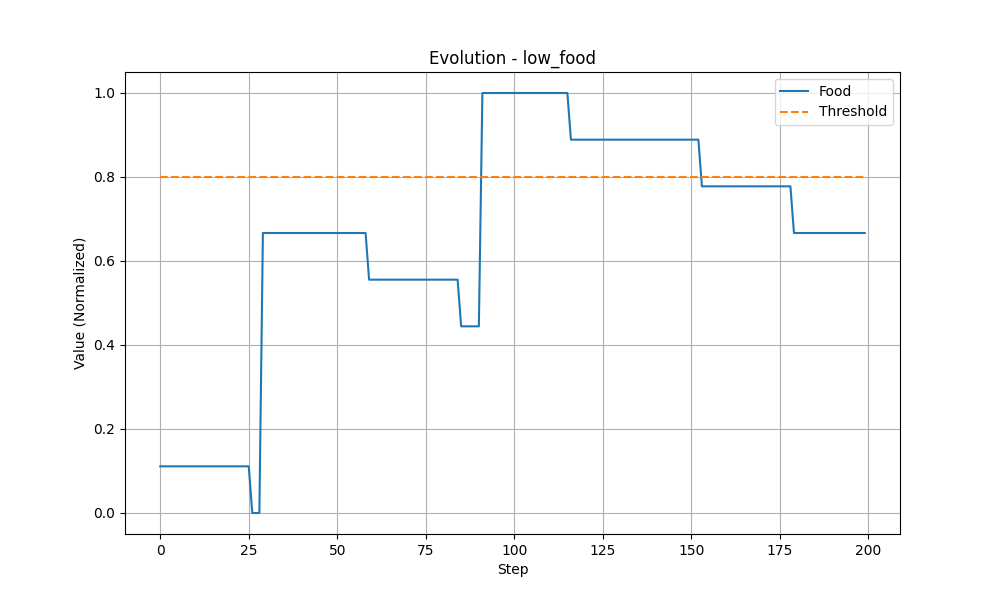 Evolution - low_food
Food
Threshold
Value (Normalized)
1.0
0.8
0.6
0.4
0.2
0.0
0 25 50 75 100 125 150 175 200
Step